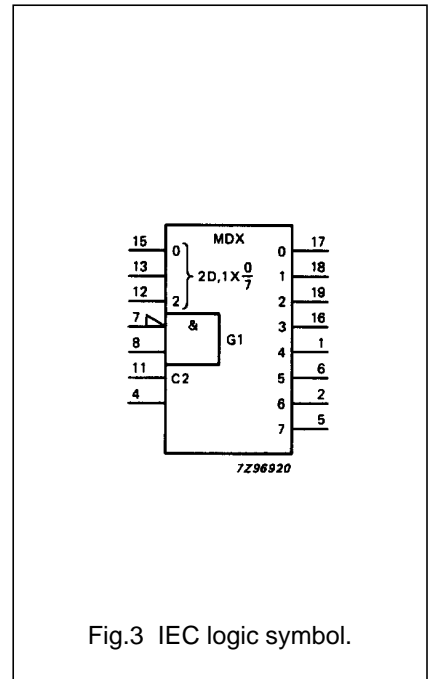 MDX
15 0 0 17
13 2D,1X 0/7 1 18
12 2 2 19
7 & 3 16
8 G1 4 1
11 C2 5 6
4 6 2
7 5
7Z96920
Fig.3 IEC logic symbol.